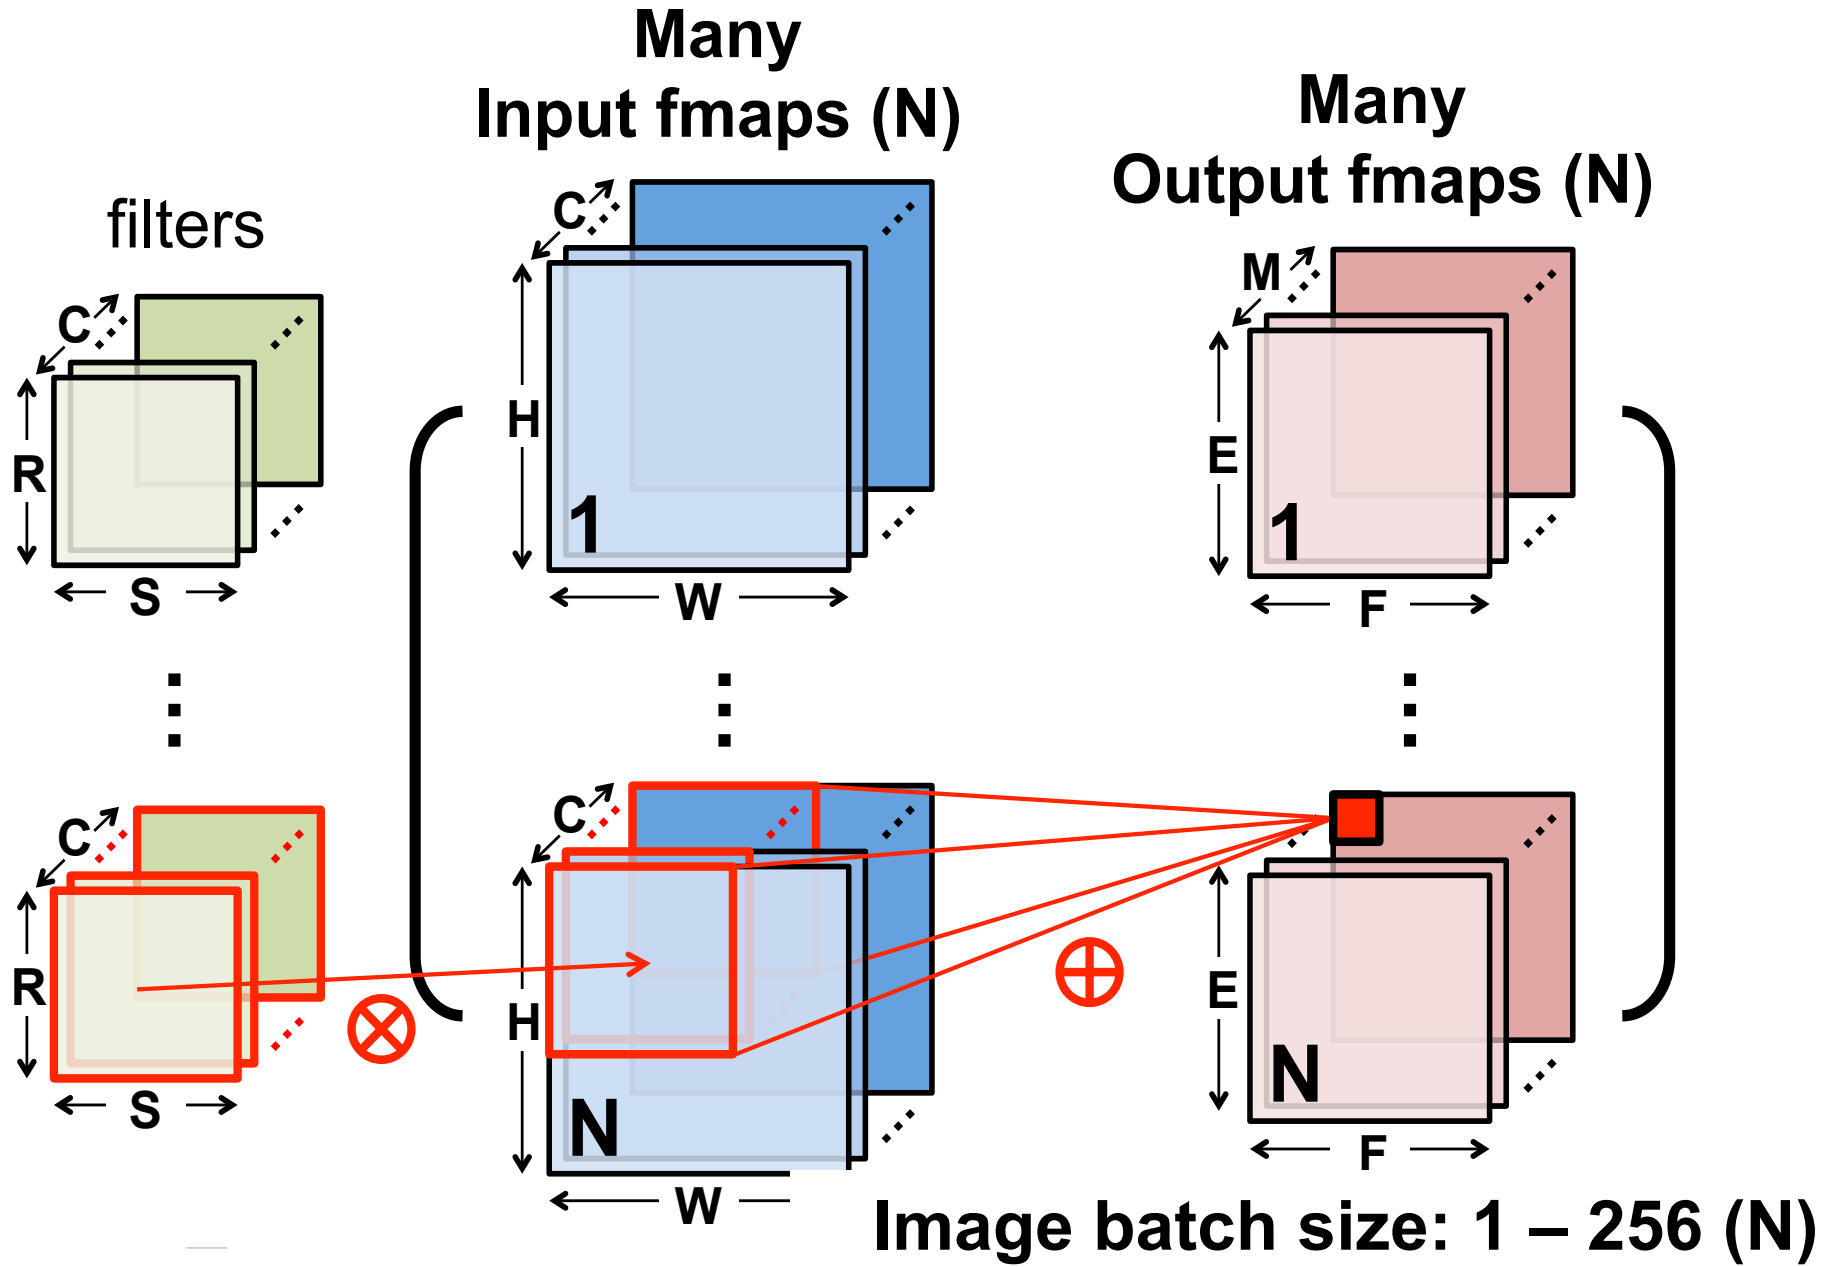 Many
Input fmaps (N)
Many
Output fmaps (N)
filters
C
R
S
C
H
1
W
M
E
1
F
C
R
S
C
H
N
W
E
N
F
Image batch size: 1 – 256 (N)